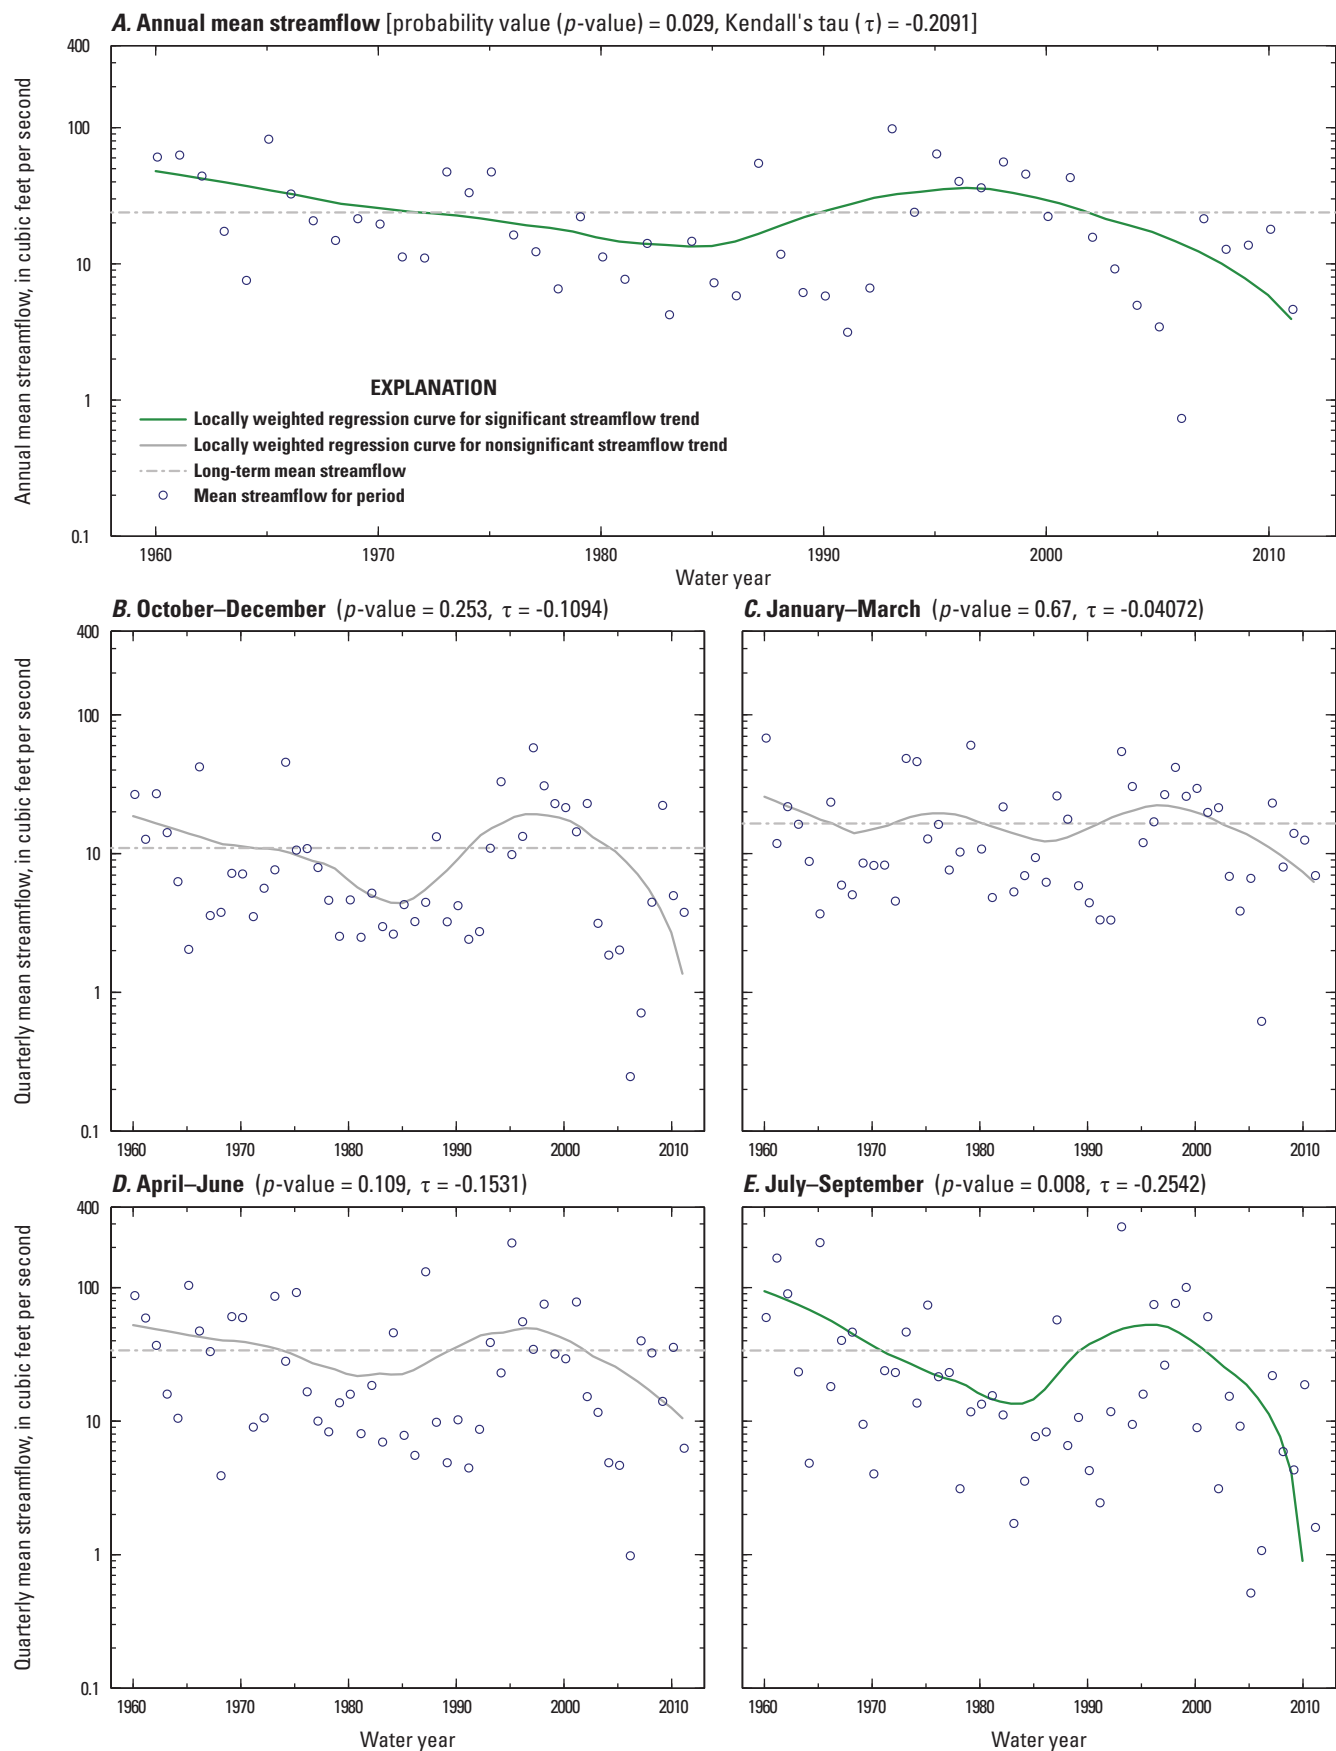 A. Annual mean streamflow [probability value (p-value) = 0.029, Kendall's tau (τ) = -0.2091]
400
100
10
1
0.1
Annual mean streamflow, in cubic feet per second
EXPLANATION
Locally weighted regression curve for significant streamflow trend
Locally weighted regression curve for nonsignificant streamflow trend
Long-term mean streamflow
Mean streamflow for period
1960 1970 1980 1990 2000 2010
Water year
B. October–December (p-value = 0.253, τ = -0.1094)
400
100
10
1
0.1
Quarterly mean streamflow, in cubic feet per second
1960 1970 1980 1990 2000 2010
C. January–March (p-value = 0.67, τ = -0.04072)
1960 1970 1980 1990 2000 2010
D. April–June (p-value = 0.109, τ = -0.1531)
400
100
10
1
0.1
Quarterly mean streamflow, in cubic feet per second
1960 1970 1980 1990 2000 2010
Water year
E. July–September (p-value = 0.008, τ = -0.2542)
1960 1970 1980 1990 2000 2010
Water year